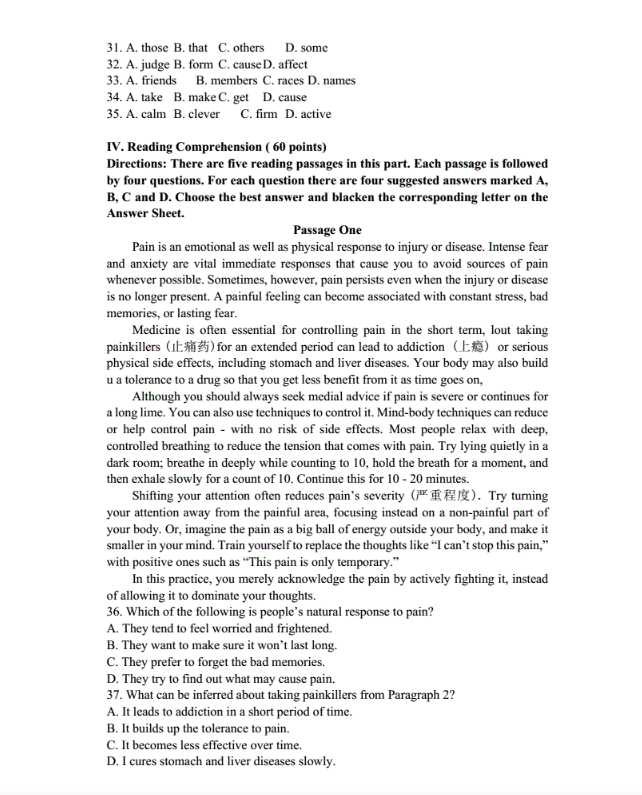 31. A. those B. that C. others D. some
32. A. judge B. form C. cause D. affect
33. A. friends B. members C. races D. names
34. A. take B. make C. get D. cause
35. A. calm B. clever C. firm D. active
IV. Reading Comprehension ( 60 points)
Directions: There are five reading passages in this part. Each passage is followed
by four questions. For each question there are four suggested answers marked A,
B, C and D. Choose the best answer and blacken the corresponding letter on the
Answer Sheet.
Passage One
Pain is an emotional as well as physical response to injury or disease. Intense fear
and anxiety are vital immediate responses that cause you to avoid sources of pain
whenever possible. Sometimes, however, pain persists even when the injury or disease
is no longer present. A painful feeling can become associated with constant stress, bad
memories, or lasting fear.
Medicine is often essential for controlling pain in the short term, lout taking
painkillers (止痛药) for an extended period can lead to addiction (上瘾) or serious
physical side effects, including stomach and liver diseases. Your body may also build
u a tolerance to a drug so that you get less benefit from it as time goes on,
Although you should always seek medial advice if pain is severe or continues for
a long lime. You can also use techniques to control it. Mind-body techniques can reduce
or help control pain - with no risk of side effects. Most people relax with deep,
controlled breathing to reduce the tension that comes with pain. Try lying quietly in a
dark room; breathe in deeply while counting to 10, hold the breath for a moment, and
then exhale slowly for a count of 10. Continue this for 10 - 20 minutes.
Shifting your attention often reduces pain's severity (严重程度). Try turning
your attention away from the painful area, focusing instead on a non-painful part of
your body. Or, imagine the pain as a big ball of energy outside your body, and make it
smaller in your mind. Train yourself to replace the thoughts like “I can't stop this pain,”
with positive ones such as “This pain is only temporary.”
In this practice, you merely acknowledge the pain by actively fighting it, instead
of allowing it to dominate your thoughts.
36. Which of the following is people's natural response to pain?
A. They tend to feel worried and frightened.
B. They want to make sure it won't last long.
C. They prefer to forget the bad memories.
D. They try to find out what may cause pain.
37. What can be inferred about taking painkillers from Paragraph 2?
A. It leads to addiction in a short period of time.
B. It builds up the tolerance to pain.
C. It becomes less effective over time.
D. I cures stomach and liver diseases slowly.